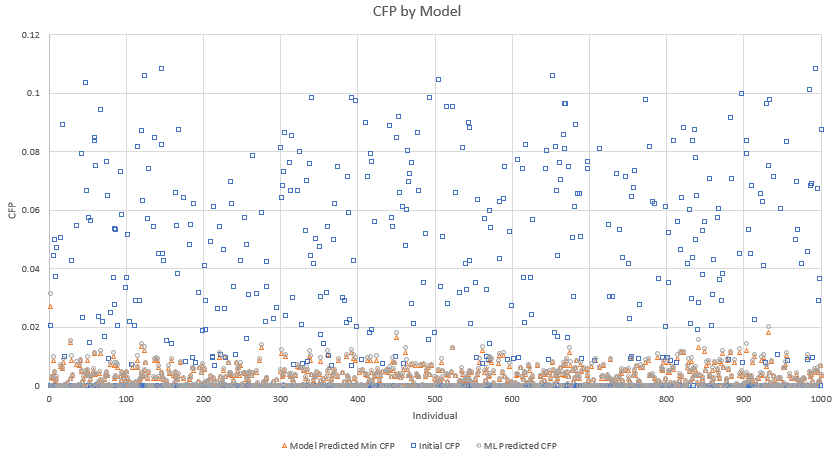 CFP by Model
0.12
0.1
0.08
0.06
0.04
0.02
0
CFP
0 100 200 300 400 500 600 700 800 900 1000
Individual
Model Predicted Min CFP Initial CFP ML Predicted CFP